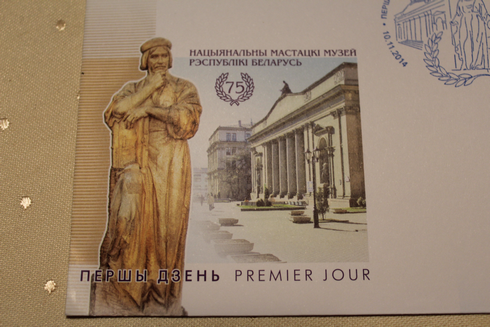 НАЦЫЯНАЛЬНЫ МАСТАЦКІ МУЗЕЙ
РЭСПУБЛІКІ БЕЛАРУСЬ
75
ПЕРШЫ ДЗЕНЬ PREMIER JOUR
10.11.2014